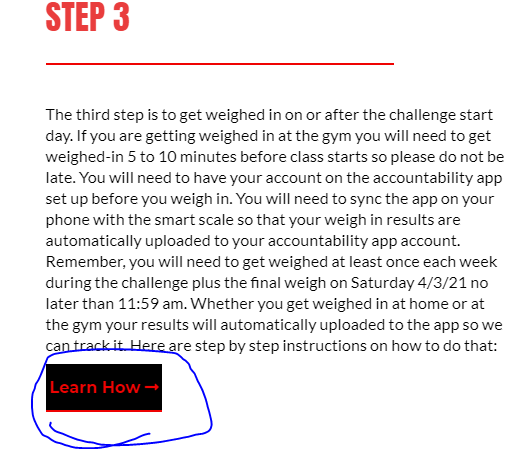 STEP 3
The third step is to get weighed in on or after the challenge start
day. If you are getting weighed in at the gym you will need to get
weighed-in 5 to 10 minutes before class starts so please do not be
late. You will need to have your account on the accountability app
set up before you weigh in. You will need to sync the app on your
phone with the smart scale so that your weigh in results are
automatically uploaded to your accountability app account.
Remember, you will need to get weighed at least once each week
during the challenge plus the final weigh on Saturday 4/3/21 no
later than 11:59 am. Whether you get weighed in at home or at
the gym your results will automatically uploaded to the app so we
can track it. Here are step by step instructions on how to do that:
Learn How →